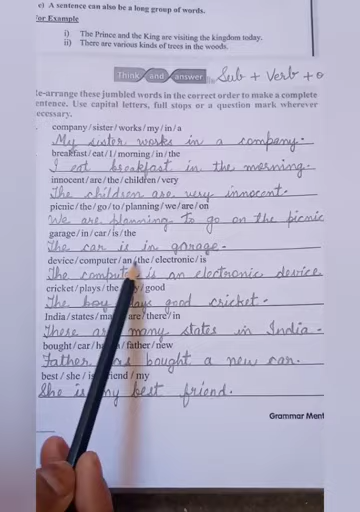 c) A sentence can also be a long group of words.
For Example
i) The Prince and the King are visiting the kingdom today.
ii) There are various kinds of trees in the woods.
Think and answer Sub + Verb + o
Re-arrange these jumbled words in the correct order to make a complete
entence. Use capital letters, full stops or a question mark wherever
ecessary.
company/sister/works/my/in/a
My sister works in a company.
breakfast/eat/I/morning/in/the
I eat breakfast in the morning.
innocent/are/the/children/very
The children are very innocent.
picnic/the/go/to/planning/we/are/on
We are planning to go on the picnic
garage/in/car/is/the
The car is in garage.
device/computer/an/the/electronic/is
The computer is an electronic device
cricket/plays/the/ /good
The boy plays good cricket.
India/states/ma are/there/in
These are many states in India.
bought/car/h /father/new
Father has bought a new car.
best/she/is friend/my
She is my best friend.
Grammar Ment